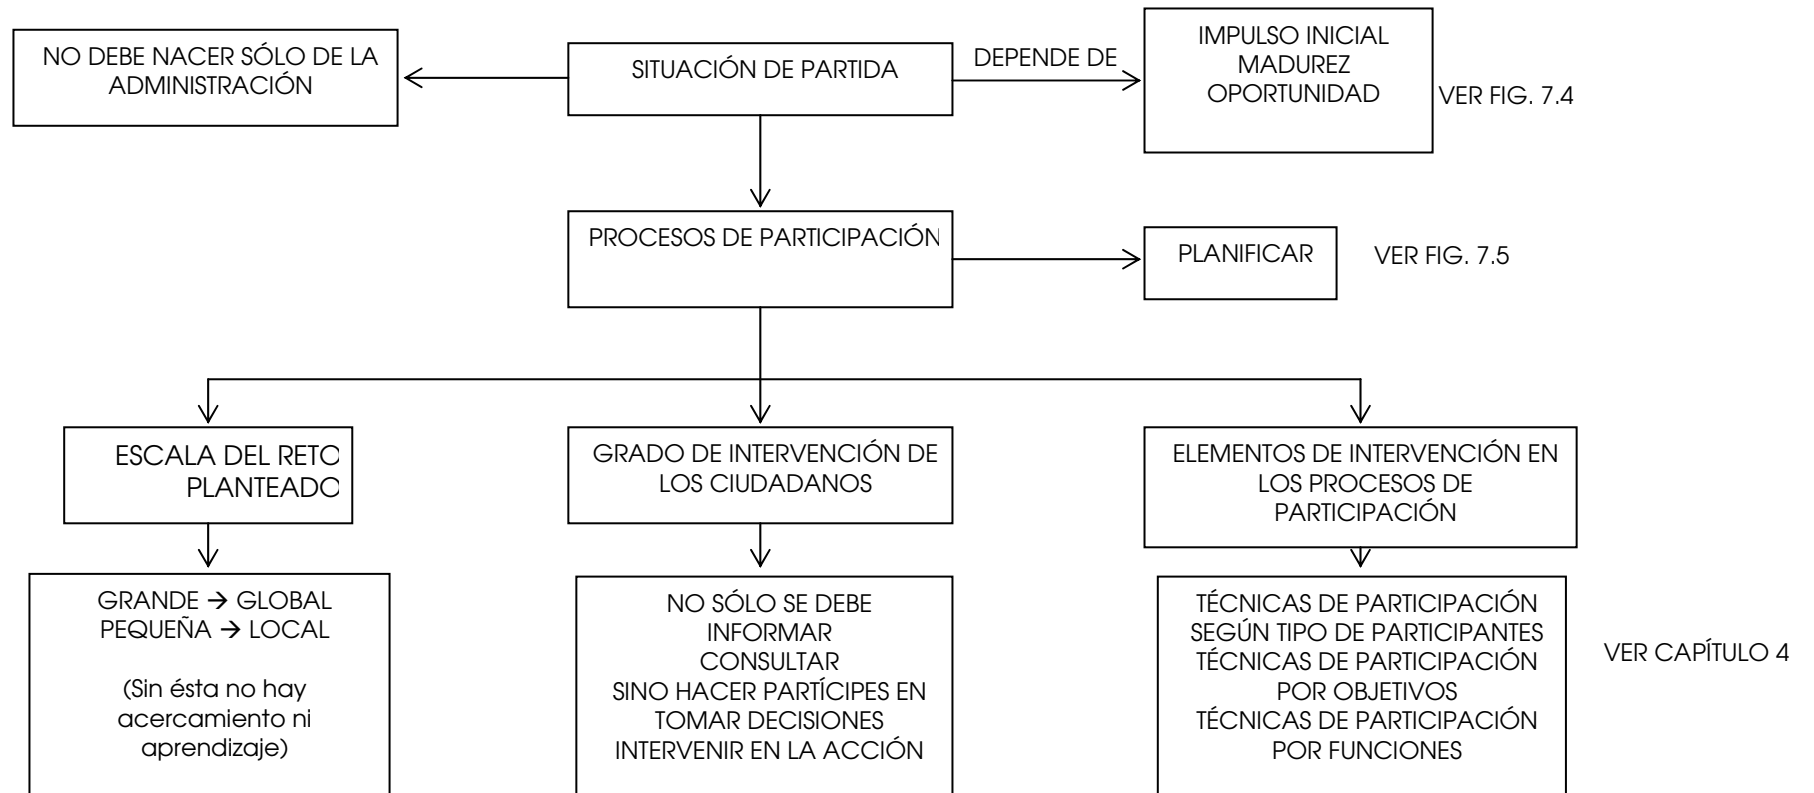 NO DEBE NACER SÓLO DE LA
ADMINISTRACIÓN
SITUACIÓN DE PARTIDA
DEPENDE DE
IMPULSO INICIAL
MADUREZ
OPORTUNIDAD
VER FIG. 7.4
PROCESOS DE PARTICIPACIÓN
PLANIFICAR
VER FIG. 7.5
ESCALA DEL RETO
PLANTEADO
GRADO DE INTERVENCIÓN DE
LOS CIUDADANOS
ELEMENTOS DE INTERVENCIÓN EN
LOS PROCESOS DE
PARTICIPACIÓN
GRANDE → GLOBAL
PEQUEÑA → LOCAL
(Sin ésta no hay
acercamiento ni
aprendizaje)
NO SÓLO SE DEBE
INFORMAR
CONSULTAR
SINO HACER PARTÍCIPES EN
TOMAR DECISIONES
INTERVENIR EN LA ACCIÓN
TÉCNICAS DE PARTICIPACIÓN
SEGÚN TIPO DE PARTICIPANTES
TÉCNICAS DE PARTICIPACIÓN
POR OBJETIVOS
TÉCNICAS DE PARTICIPACIÓN
POR FUNCIONES
VER CAPÍTULO 4